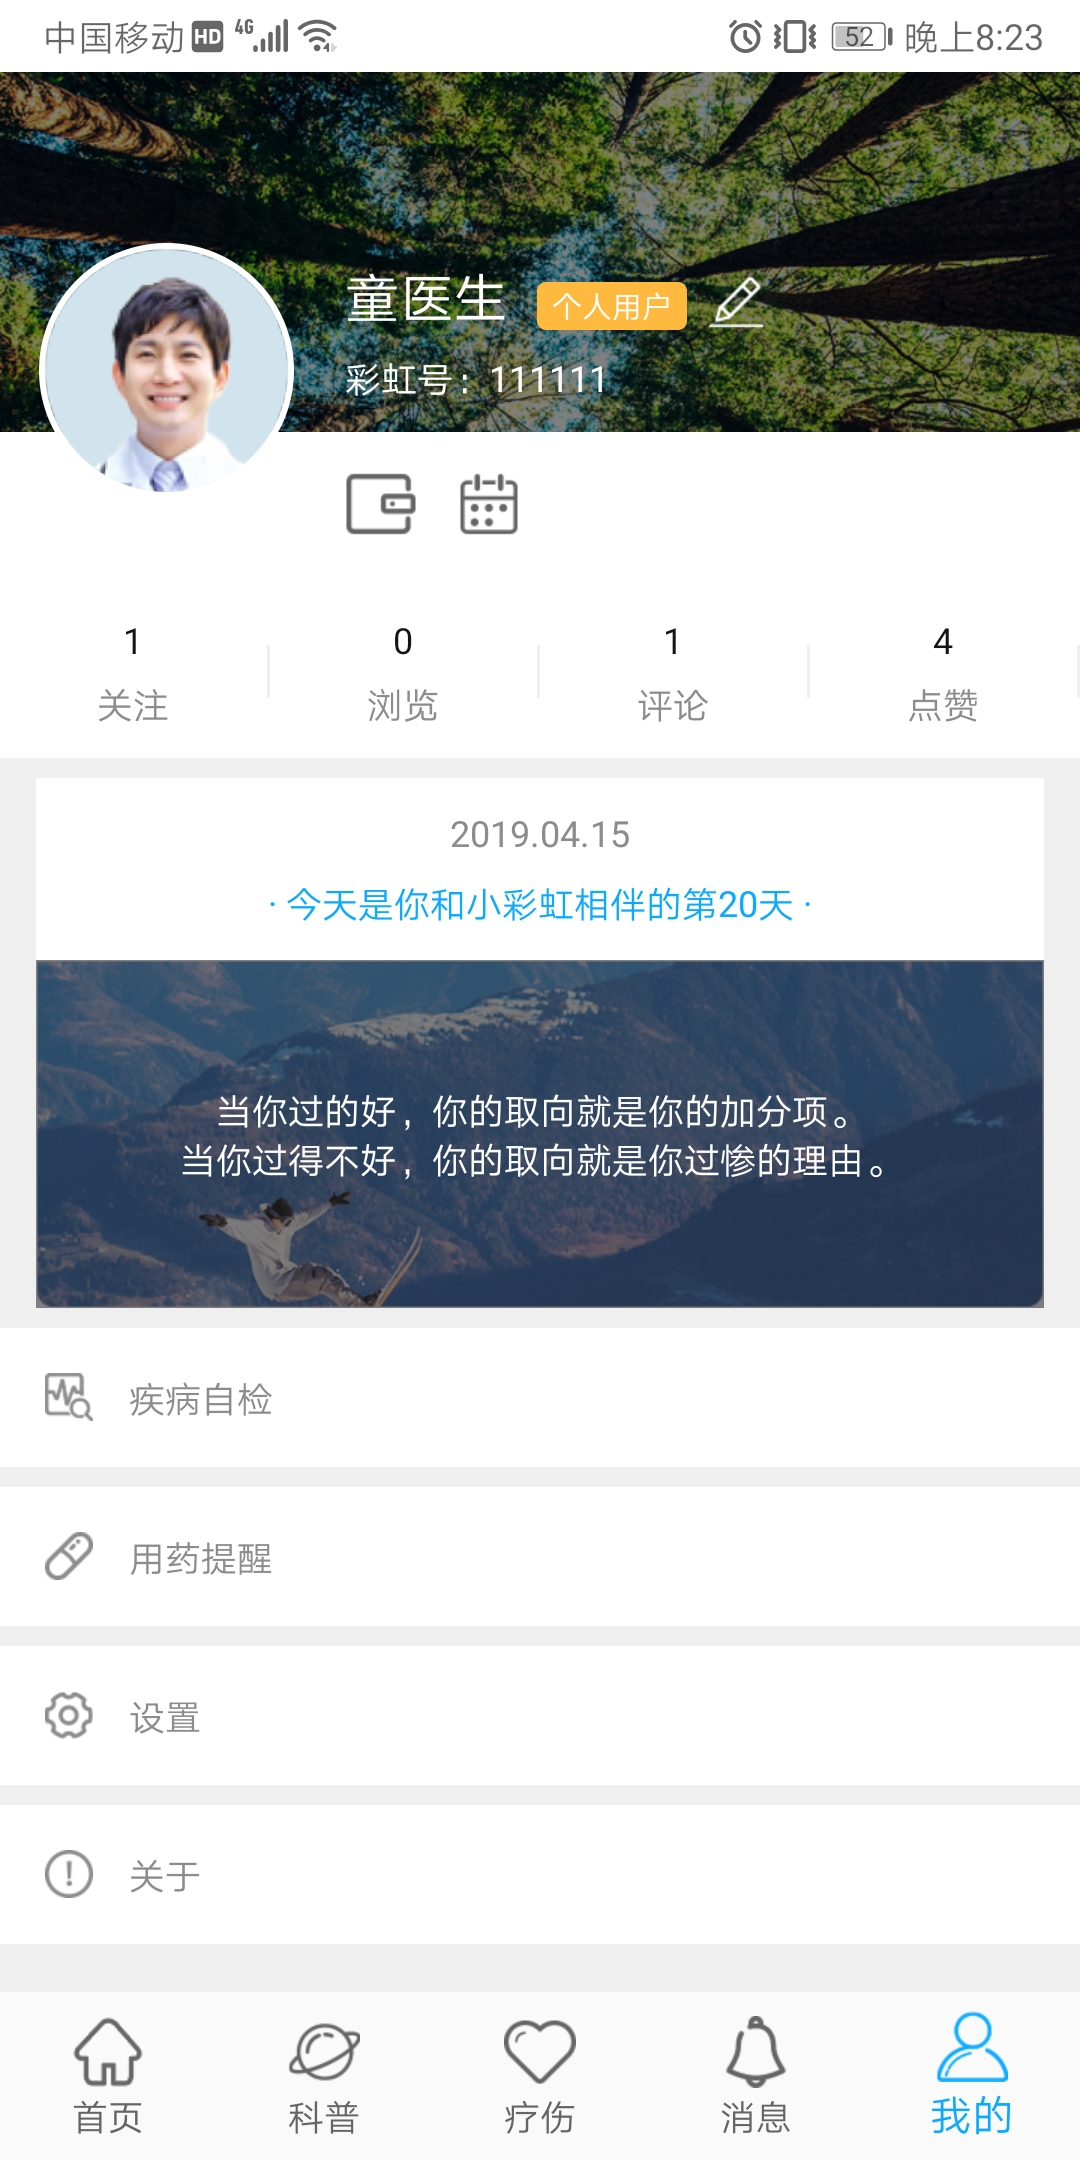 中国移动 HD 4G 52 晚上8:23
童医生 个人用户
彩虹号：111111
1 0 1 4
关注 浏览 评论 点赞
2019.04.15
· 今天是你和小彩虹相伴的第20天 ·
当你过的好，你的取向就是你的加分项。
当你过得不好，你的取向就是你过惨的理由。
疾病自检
用药提醒
设置
关于
首页 科普 疗伤 消息 我的